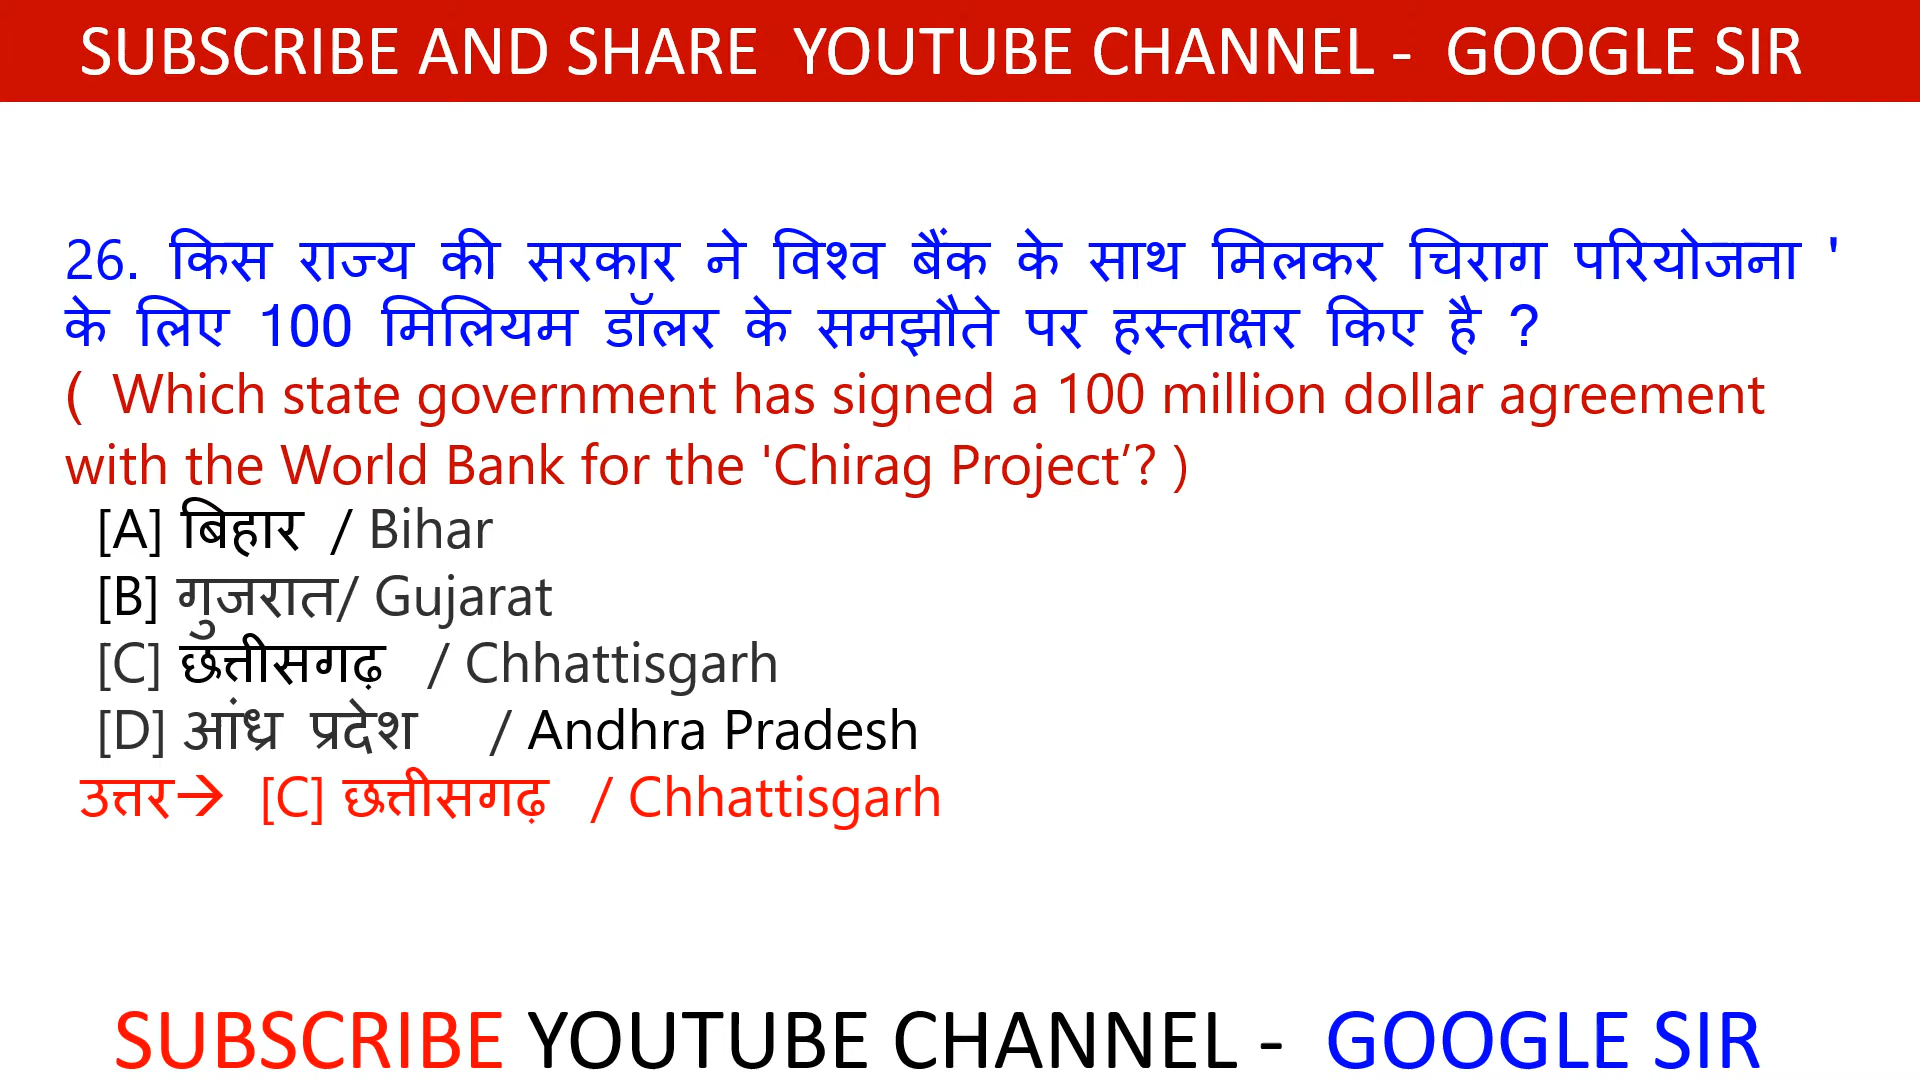 SUBSCRIBE AND SHARE YOUTUBE CHANNEL - GOOGLE SIR
26. किस राज्य की सरकार ने विश्व बैंक के साथ मिलकर चिराग परियोजना '
के लिए 100 मिलियम डॉलर के समझौते पर हस्ताक्षर किए है ?
( Which state government has signed a 100 million dollar agreement
with the World Bank for the 'Chirag Project’? )
[A] बिहार / Bihar
[B] गुजरात/ Gujarat
[C] छत्तीसगढ़ / Chhattisgarh
[D] आंध्र प्रदेश / Andhra Pradesh
उत्तर→ [C] छत्तीसगढ़ / Chhattisgarh
SUBSCRIBE YOUTUBE CHANNEL - GOOGLE SIR